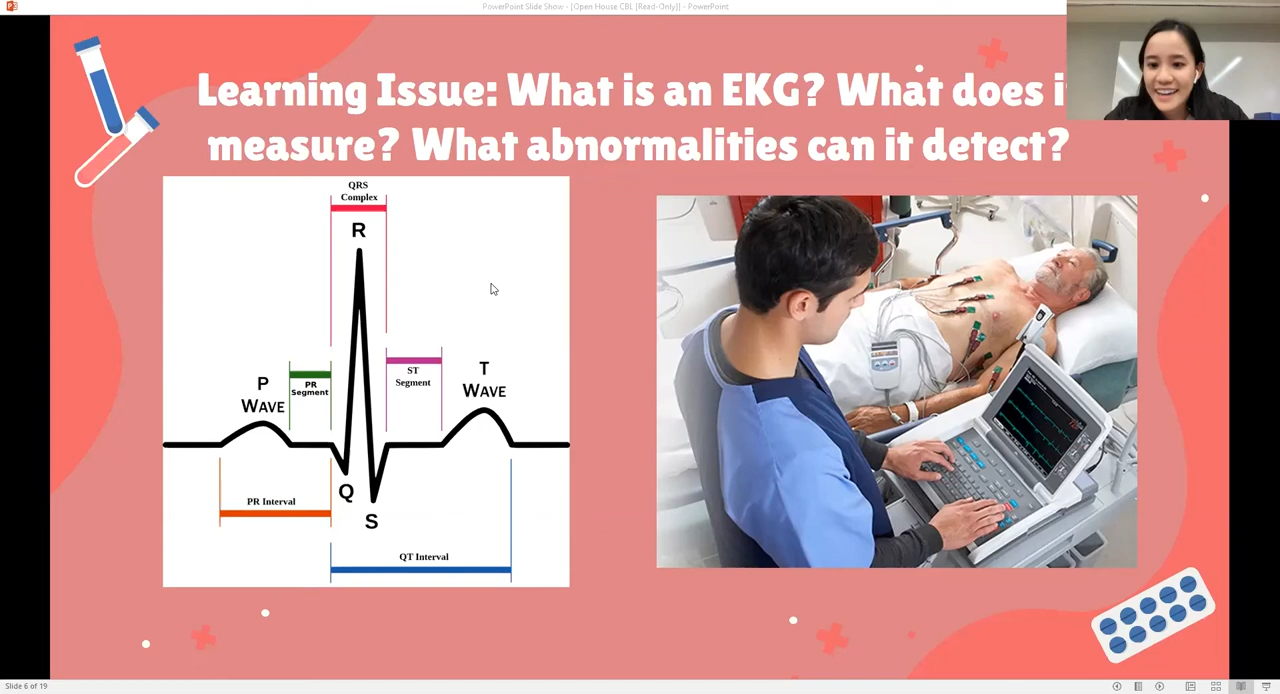 PowerPoint Slide Show - [Open House CBL [Read-Only]] - PowerPoint
Learning Issue: What is an EKG? What does i
measure? What abnormalities can it detect?
QRS
Complex
R
P
WAVE
PR
Segment
ST
Segment
T
WAVE
Q
S
PR Interval
QT Interval
Slide 6 of 19